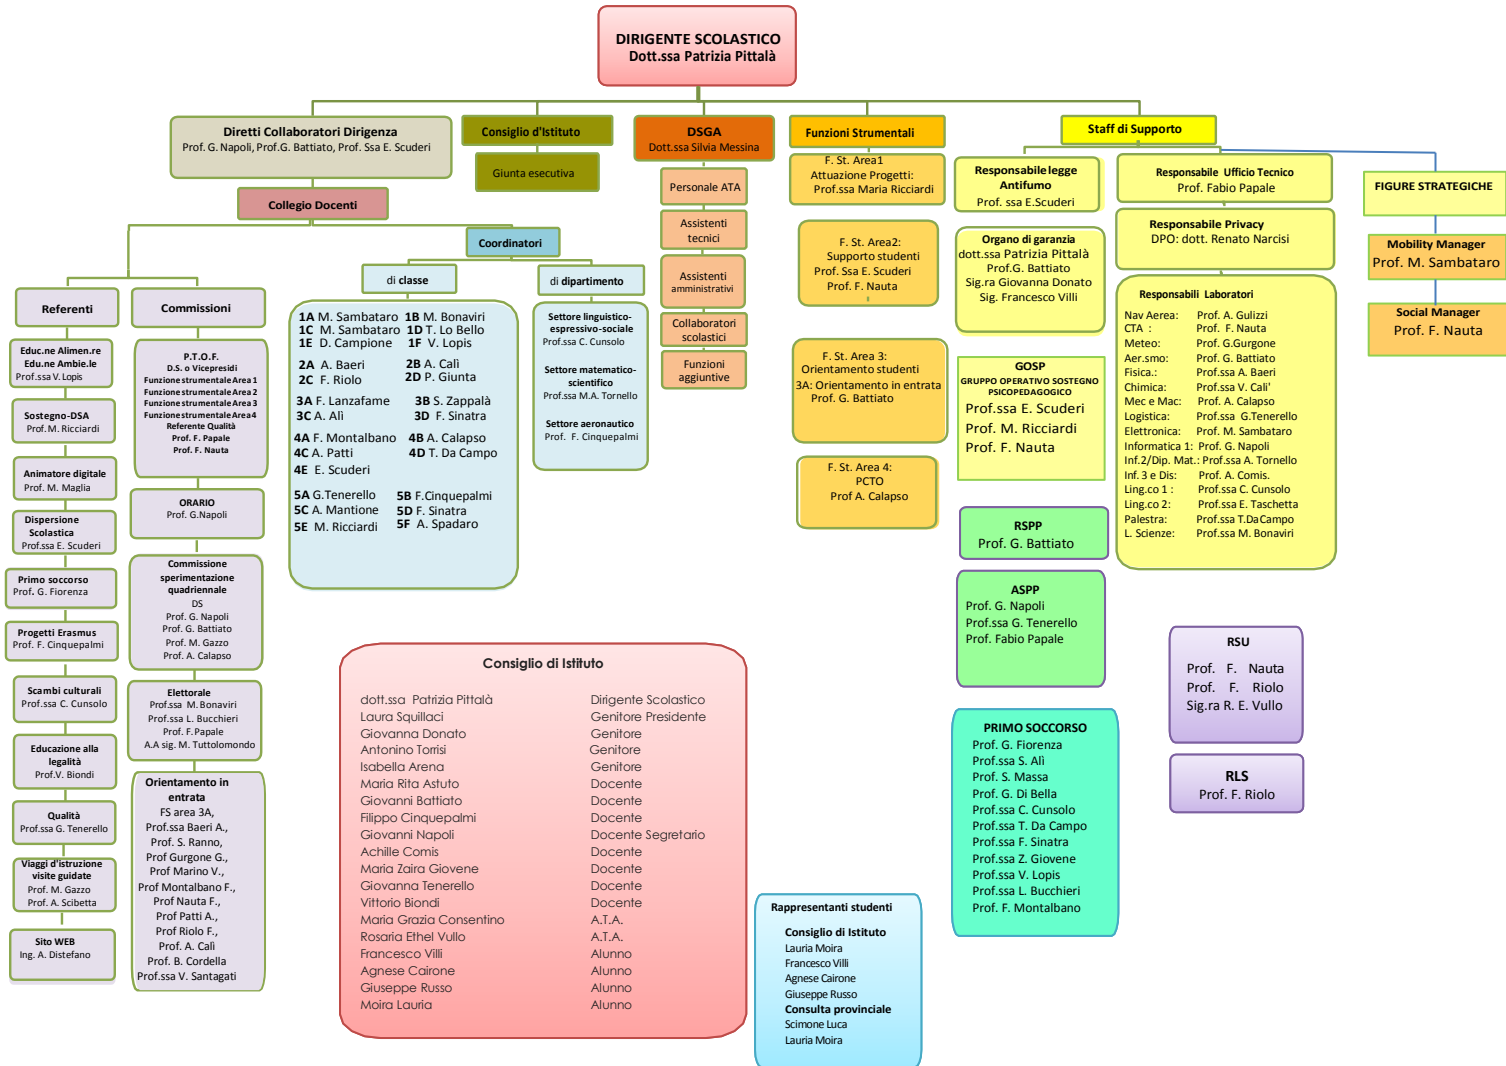 DIRIGENTE SCOLASTICO
Dott.ssa Patrizia Pittalà
Diretti Collaboratori Dirigenza
Prof. G. Napoli, Prof.G. Battiato, Prof. Ssa E. Scuderi
Consiglio d'Istituto
Giunta esecutiva
DSGA
Dott.ssa Silvia Messina
Personale ATA
Assistenti
tecnici
Assistenti
amministrativi
Collaboratori
scolastici
Funzioni
aggiuntive
Funzioni Strumentali
F. St. Area1
Attuazione Progetti:
Prof.ssa Maria Ricciardi
F. St. Area2:
Supporto studenti
Prof. Ssa E. Scuderi
Prof. F. Nauta
F. St. Area 3:
Orientamento studenti
3A: Orientamento in entrata
Prof. G. Battiato
F. St. Area 4:
PCTO
Prof A. Calapso
Staff di Supporto
Responsabile legge
Antifumo
Prof. ssa E.Scuderi
Organo di garanzia
dott.ssa Patrizia Pittalà
Prof.G. Battiato
Sig.ra Giovanna Donato
Sig. Francesco Villi
GOSP
GRUPPO OPERATIVO SOSTEGNO
PSICOPEDAGOGICO
Prof.ssa E. Scuderi
Prof. M. Ricciardi
Prof. F. Nauta
RSPP
Prof. G. Battiato
ASPP
Prof. G. Napoli
Prof.ssa G. Tenerello
Prof. Fabio Papale
PRIMO SOCCORSO
Prof. G. Fiorenza
Prof.ssa S. Alì
Prof. S. Massa
Prof. G. Di Bella
Prof.ssa C. Cunsolo
Prof.ssa T. Da Campo
Prof.ssa F. Sinatra
Prof.ssa Z. Giovene
Prof.ssa V. Lopis
Prof.ssa L. Bucchieri
Prof. F. Montalbano
Responsabile Ufficio Tecnico
Prof. Fabio Papale
Responsabile Privacy
DPO: dott. Renato Narcisi
Responsabili Laboratori
Nav Aerea: Prof. A. Gulizzi
CTA : Prof. F. Nauta
Meteo: Prof. G.Gurgone
Aer.smo: Prof. G. Battiato
Fisica.: Prof.ssa A. Baeri
Chimica: Prof.ssa V. Cali'
Mec e Mac: Prof. A. Calapso
Logistica: Prof.ssa G.Tenerello
Elettronica: Prof. M. Sambataro
Informatica 1: Prof. G. Napoli
Inf.2/Dip. Mat.: Prof.ssa A. Tornello
Inf. 3 e Dis: Prof. A. Comis.
Ling.co 1 : Prof.ssa C. Cunsolo
Ling.co 2: Prof.ssa E. Taschetta
Palestra: Prof.ssa T.DaCampo
L. Scienze: Prof.ssa M. Bonaviri
RSU
Prof. F. Nauta
Prof. F. Riolo
Sig.ra R. E. Vullo
RLS
Prof. F. Riolo
FIGURE STRATEGICHE
Mobility Manager
Prof. M. Sambataro
Social Manager
Prof. F. Nauta
Collegio Docenti
Coordinatori
di classe
1A M. Sambataro 1B M. Bonaviri
1C M. Sambataro 1D T. Lo Bello
1E D. Campione 1F V. Lopis
2A A. Baeri 2B A. Calì
2C F. Riolo 2D P. Giunta
3A F. Lanzafame 3B S. Zappalà
3C A. Alì 3D F. Sinatra
4A F. Montalbano 4B A. Calapso
4C A. Patti 4D T. Da Campo
4E E. Scuderi
5A G.Tenerello 5B F.Cinquepalmi
5C A. Mantione 5D F. Sinatra
5E M. Ricciardi 5F A. Spadaro
di dipartimento
Settore linguistico-
espressivo-sociale
Prof.ssa C. Cunsolo
Settore matematico-
scientifico
Prof.ssa M.A. Tornello
Settore aeronautico
Prof. F. Cinquepalmi
Referenti
Educ.ne Alimen.re
Edu.ne Ambie.le
Prof.ssa V. Lopis
Sostegno-DSA
Prof. M. Ricciardi
Animatore digitale
Prof. M. Maglia
Dispersione
Scolastica
Prof.ssa E. Scuderi
Primo soccorso
Prof. G. Fiorenza
Progetti Erasmus
Prof. F. Cinquepalmi
Scambi culturali
Prof.ssa C. Cunsolo
Educazione alla
legalità
Prof.V. Biondi
Qualità
Prof.ssa G. Tenerello
Viaggi d'istruzione
visite guidate
Prof. M. Gazzo
Prof. A. Scibetta
Sito WEB
Ing. A. Distefano
Commissioni
P.T.O.F.
D.S. o Vicepresidi
Funzione strumentale Area 1
Funzione strumentale Area 2
Funzione strumentale Area 3
Funzione strumentale Area 4
Referente Qualità
Prof. F. Papale
Prof. F. Nauta
ORARIO
Prof. G.Napoli
Commissione
sperimentazione
quadriennale
DS
Prof. G. Napoli
Prof. G. Battiato
Prof. M. Gazzo
Prof. A. Calapso
Elettorale
Prof.ssa M. Bonaviri
Prof.ssa L. Bucchieri
Prof. F.Papale
A.A sig. M. Tuttolomondo
Orientamento in
entrata
FS area 3A,
Prof.ssa Baeri A.,
Prof. S. Ranno,
Prof Gurgone G.,
Prof Marino V.,
Prof Montalbano F.,
Prof Nauta F.,
Prof Patti A.,
Prof Riolo F.,
Prof. A. Calì
Prof. B. Cordella
Prof.ssa V. Santagati
Consiglio di Istituto
dott.ssa Patrizia Pittalà Dirigente Scolastico
Laura Squillaci Genitore Presidente
Giovanna Donato Genitore
Antonino Torrisi Genitore
Isabella Arena Genitore
Maria Rita Astuto Docente
Giovanni Battiato Docente
Filippo Cinquepalmi Docente
Giovanni Napoli Docente Segretario
Achille Comis Docente
Maria Zaira Giovene Docente
Giovanna Tenerello Docente
Vittorio Biondi Docente
Maria Grazia Consentino A.T.A.
Rosaria Ethel Vullo A.T.A.
Francesco Villi Alunno
Agnese Cairone Alunno
Giuseppe Russo Alunno
Moira Lauria Alunno
Rappresentanti studenti
Consiglio di Istituto
Lauria Moira
Francesco Villi
Agnese Cairone
Giuseppe Russo
Consulta provinciale
Scimone Luca
Lauria Moira